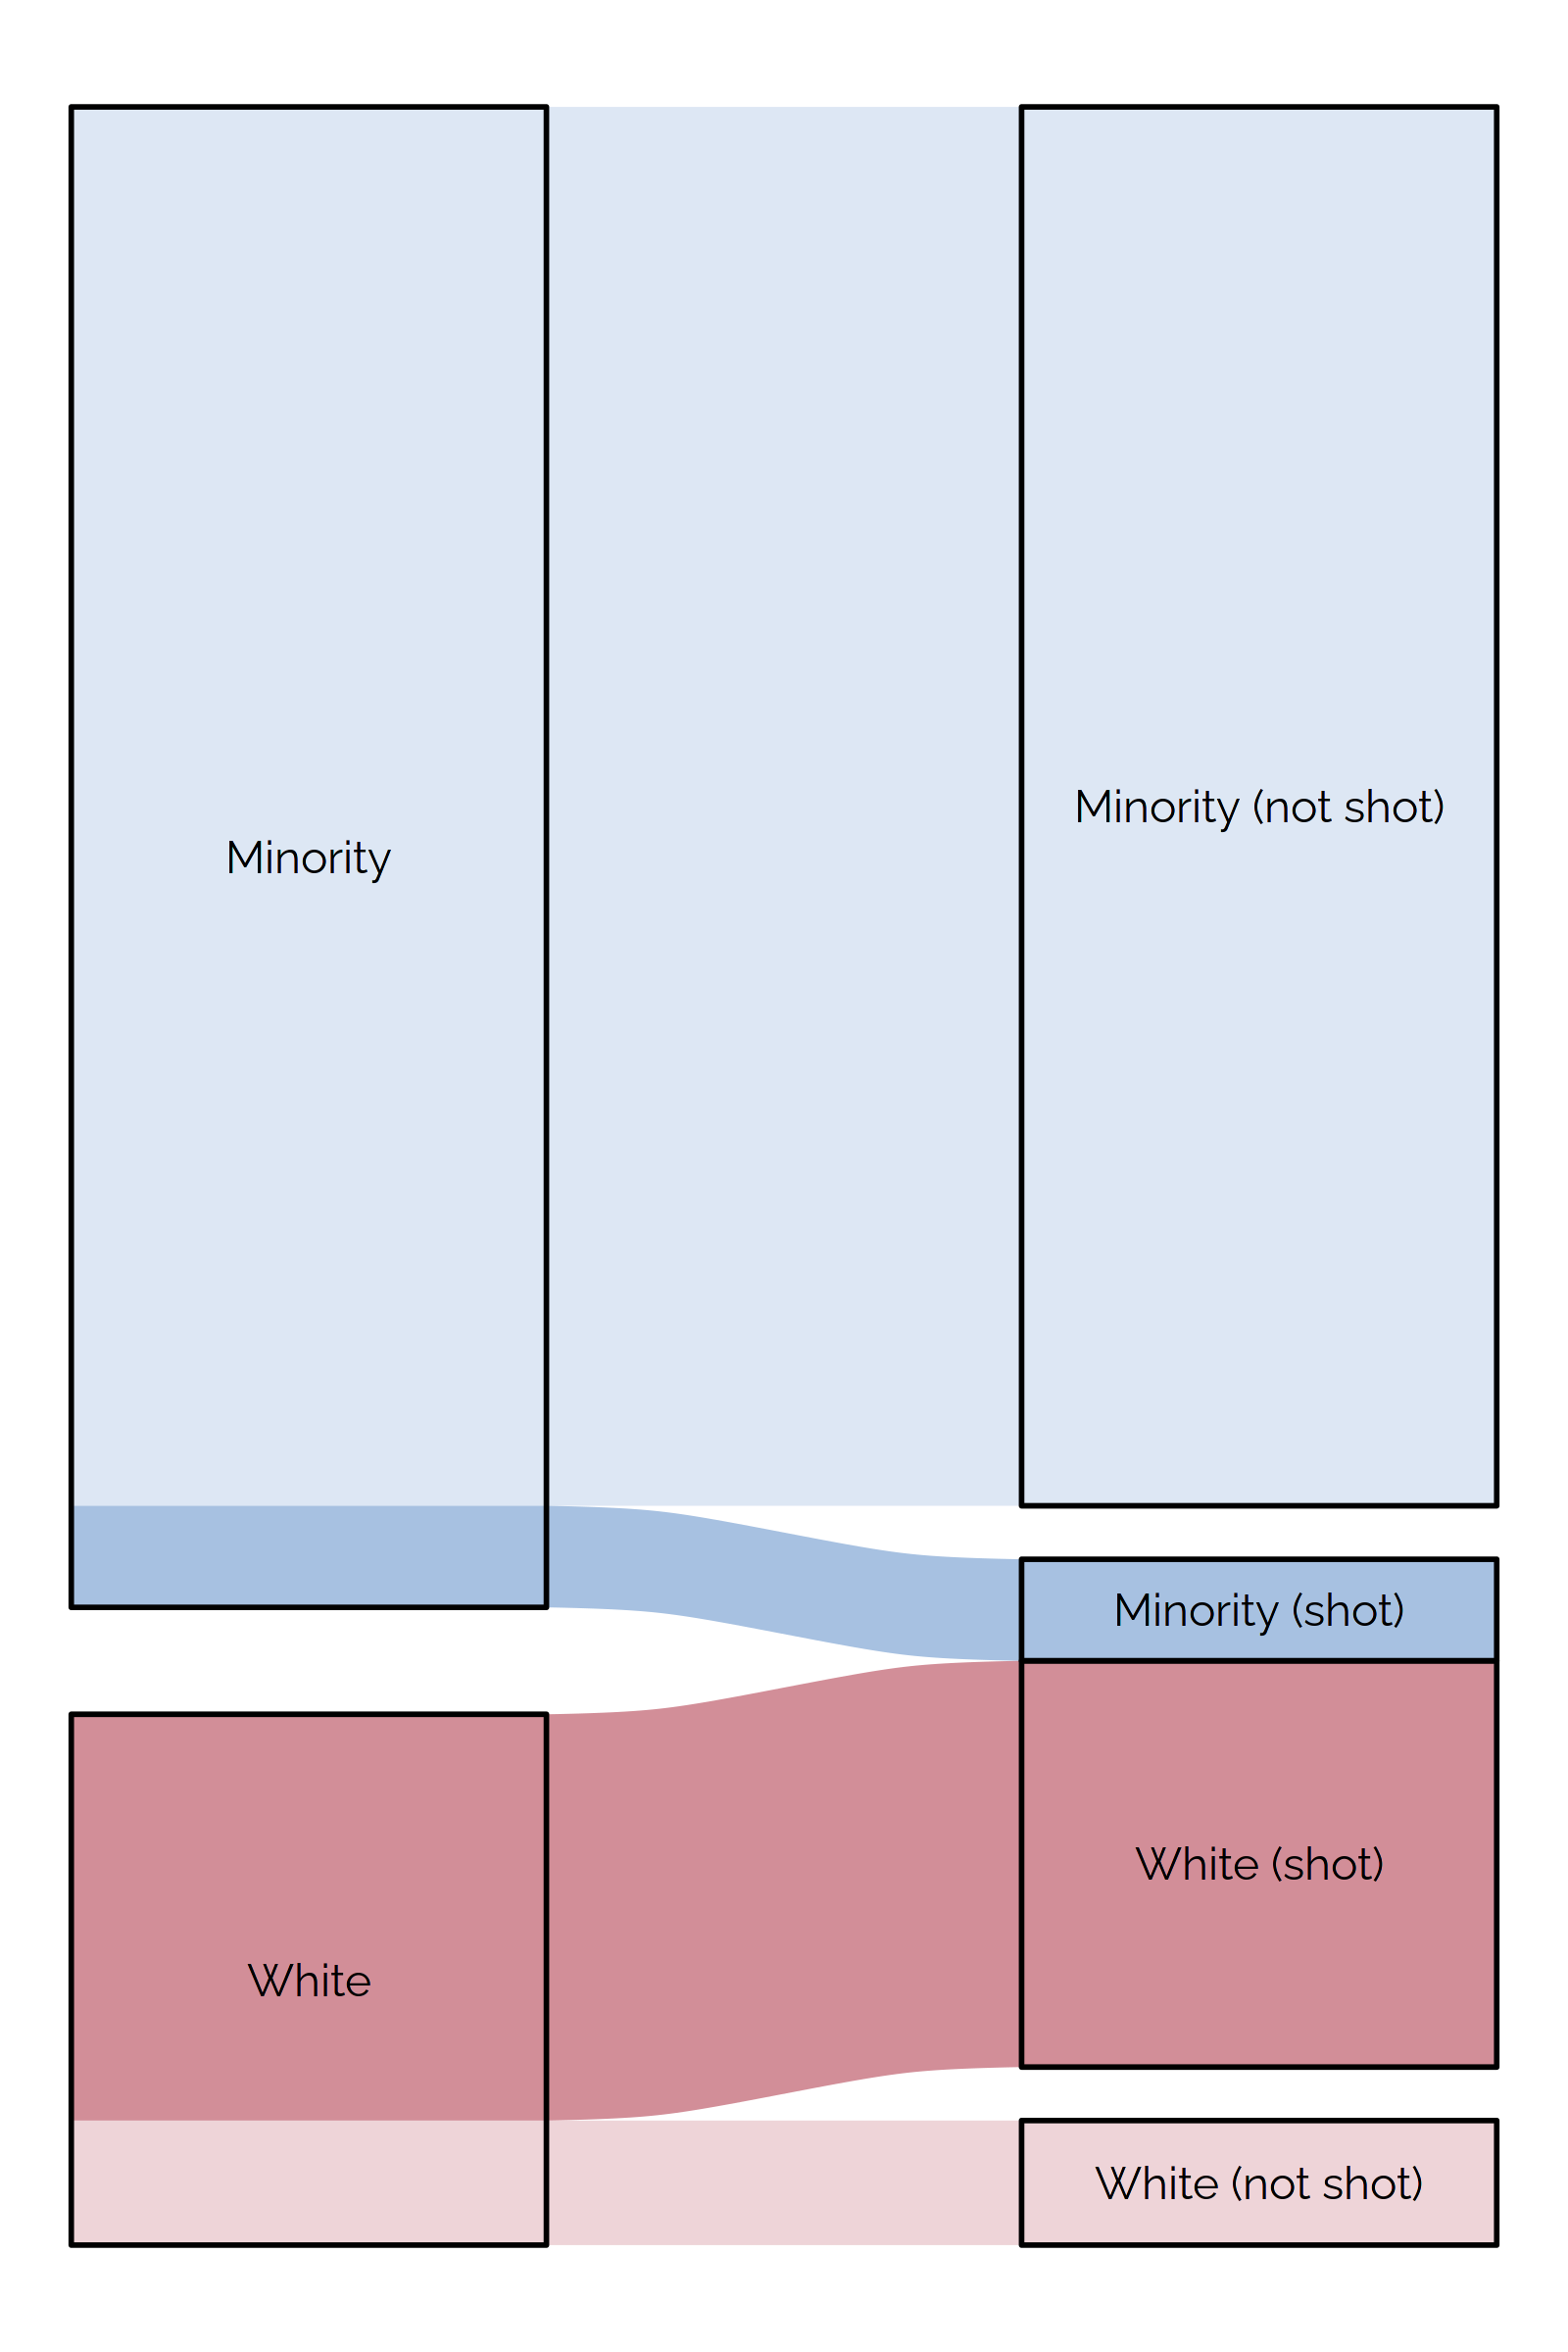 Minority
Minority (not shot)
Minority (shot)
White (shot)
White
White (not shot)